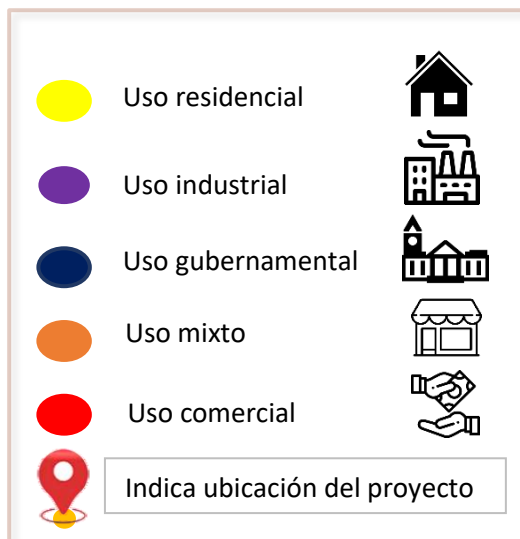 Uso residencial
Uso industrial
Uso gubernamental
Uso mixto
Uso comercial
Indica ubicación del proyecto